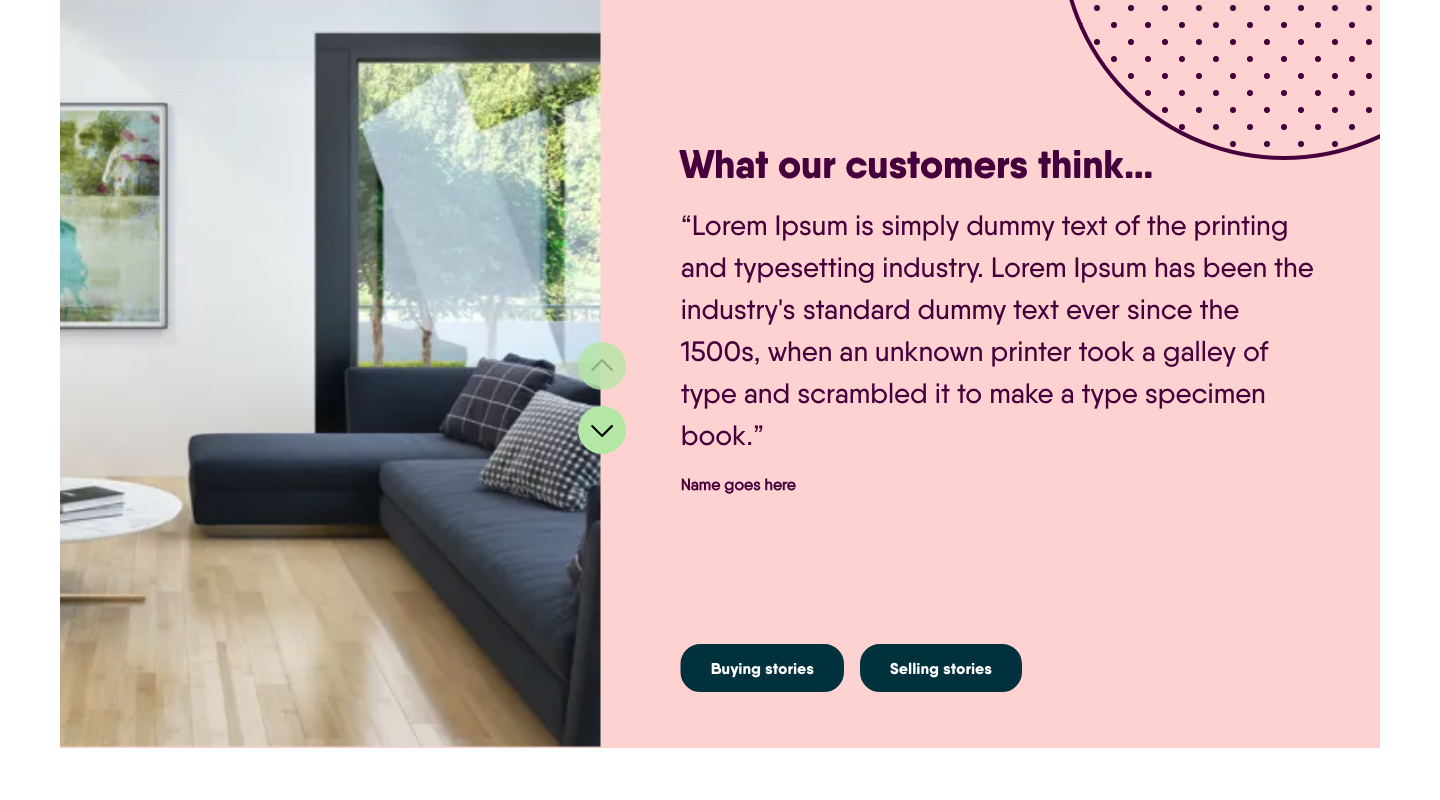 What our customers think...
“Lorem Ipsum is simply dummy text of the printing
and typesetting industry. Lorem Ipsum has been the
industry's standard dummy text ever since the
1500s, when an unknown printer took a galley of
type and scrambled it to make a type specimen
book.”
Name goes here
Buying stories
Selling stories